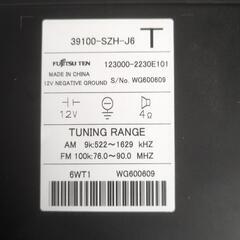 39100-SZH-J6 T
FUJITSU TEN 123000-2230E101
MADE IN CHINA
12V NEGATIVE GROUND S/No. WG600609
12V 4Ω
TUNING RANGE
AM 9k:522~1629 kHZ
FM 100k:76.0~90.0 MHZ
6WT1 WG600609